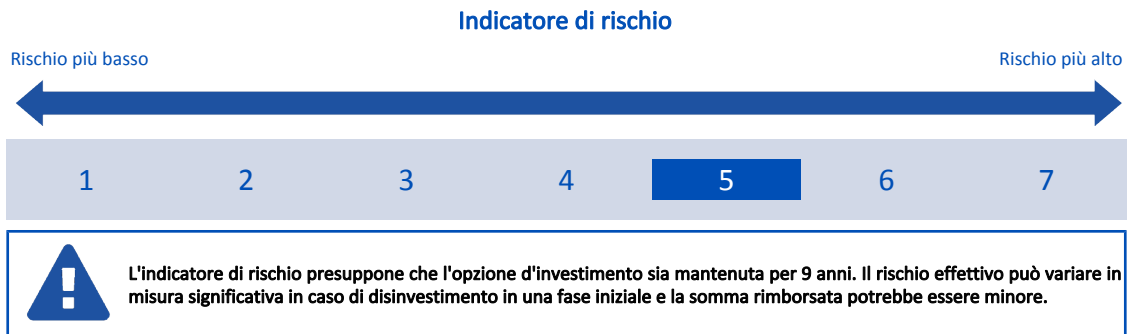 Indicatore di rischio
Rischio più basso
Rischio più alto
1 2 3 4 5 6 7
L'indicatore di rischio presuppone che l'opzione d'investimento sia mantenuta per 9 anni. Il rischio effettivo può variare in
misura significativa in caso di disinvestimento in una fase iniziale e la somma rimborsata potrebbe essere minore.